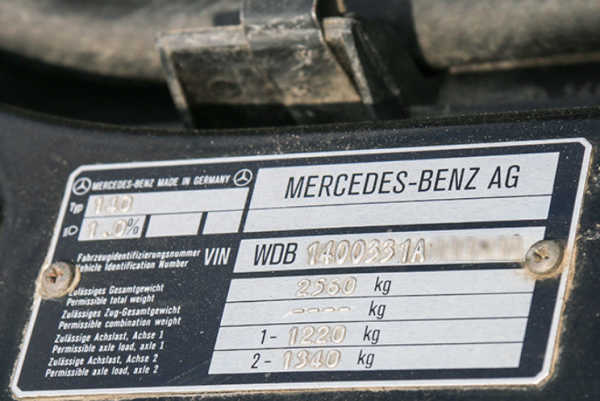 MERCEDES-BENZ MADE IN GERMANY
MERCEDES-BENZ AG
Typ 140
1.0%
Fahrzeugidentifizierungsnummer
Vehicle Identification Number
VIN WDB 1400331A
Zulässiges Gesamtgewicht
Permissible total weight
2560 kg
Zulässiges Zug-Gesamtgewicht
Permissible combination weight
---- kg
Zulässige Achslast, Achse 1
Permissible axle load, axle 1
1- 1220 kg
Zulässige Achslast, Achse 2
Permissible axle load, axle 2
2- 1340 kg